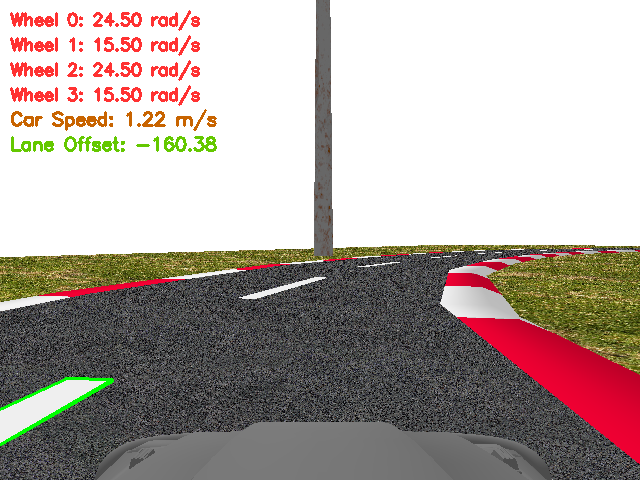 Wheel 0: 24.50 rad/s
Wheel 1: 15.50 rad/s
Wheel 2: 24.50 rad/s
Wheel 3: 15.50 rad/s
Car Speed: 1.22 m/s
Lane Offset: -160.38